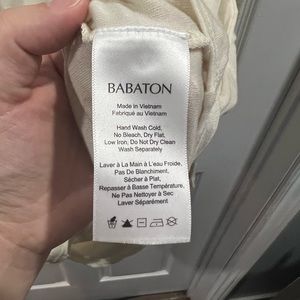 BABATON
Made in Vietnam
Fabriqué au Vietnam
Hand Wash Cold,
No Bleach, Dry Flat,
Low Iron, Do Not Dry Clean
Wash Separately
Laver à La Main à L'eau Froide,
Pas De Blanchiment,
Sécher à Plat,
Repasser à Basse Température,
Ne Pas Nettoyer à Sec
Laver Séparément